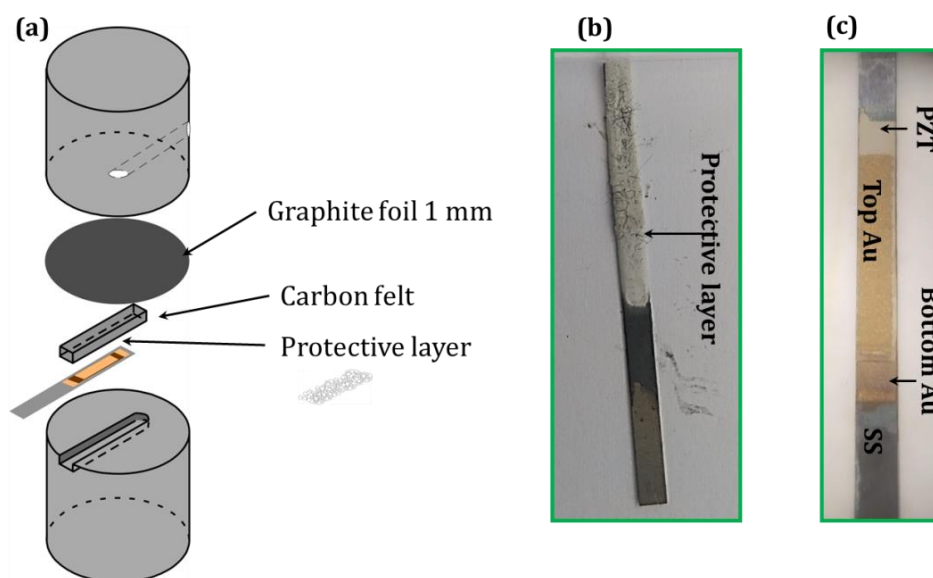 (a)
Graphite foil 1 mm
Carbon felt
Protective layer
(b)
Protective layer
(c)
PZT
Top Au
Bottom Au
SS